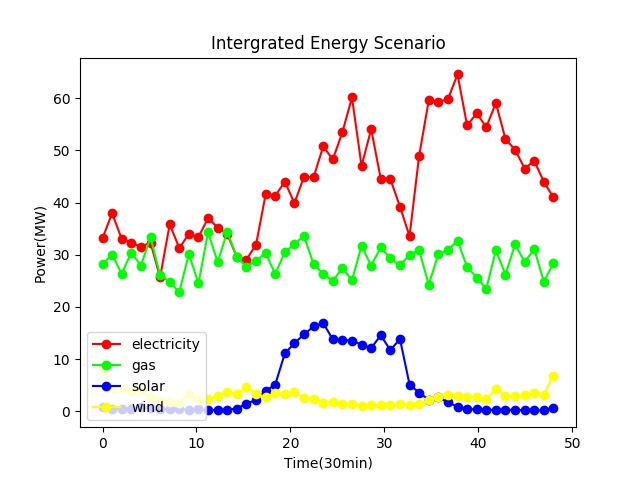 Intergrated Energy Scenario
Power(MW)
60
50
40
30
20
10
0
electricity
gas
solar
wind
0 10 20 30 40 50
Time(30min)